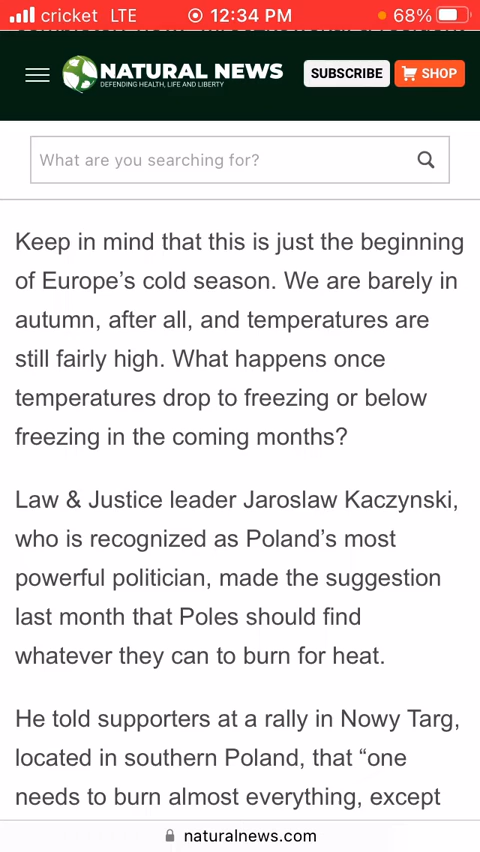 cricket LTE 12:34 PM 68%
NATURAL NEWS
DEFENDING HEALTH, LIFE AND LIBERTY
SUBSCRIBE SHOP
What are you searching for?
Keep in mind that this is just the beginning
of Europe’s cold season. We are barely in
autumn, after all, and temperatures are
still fairly high. What happens once
temperatures drop to freezing or below
freezing in the coming months?
Law & Justice leader Jaroslaw Kaczynski,
who is recognized as Poland’s most
powerful politician, made the suggestion
last month that Poles should find
whatever they can to burn for heat.
He told supporters at a rally in Nowy Targ,
located in southern Poland, that “one
needs to burn almost everything, except
naturalnews.com